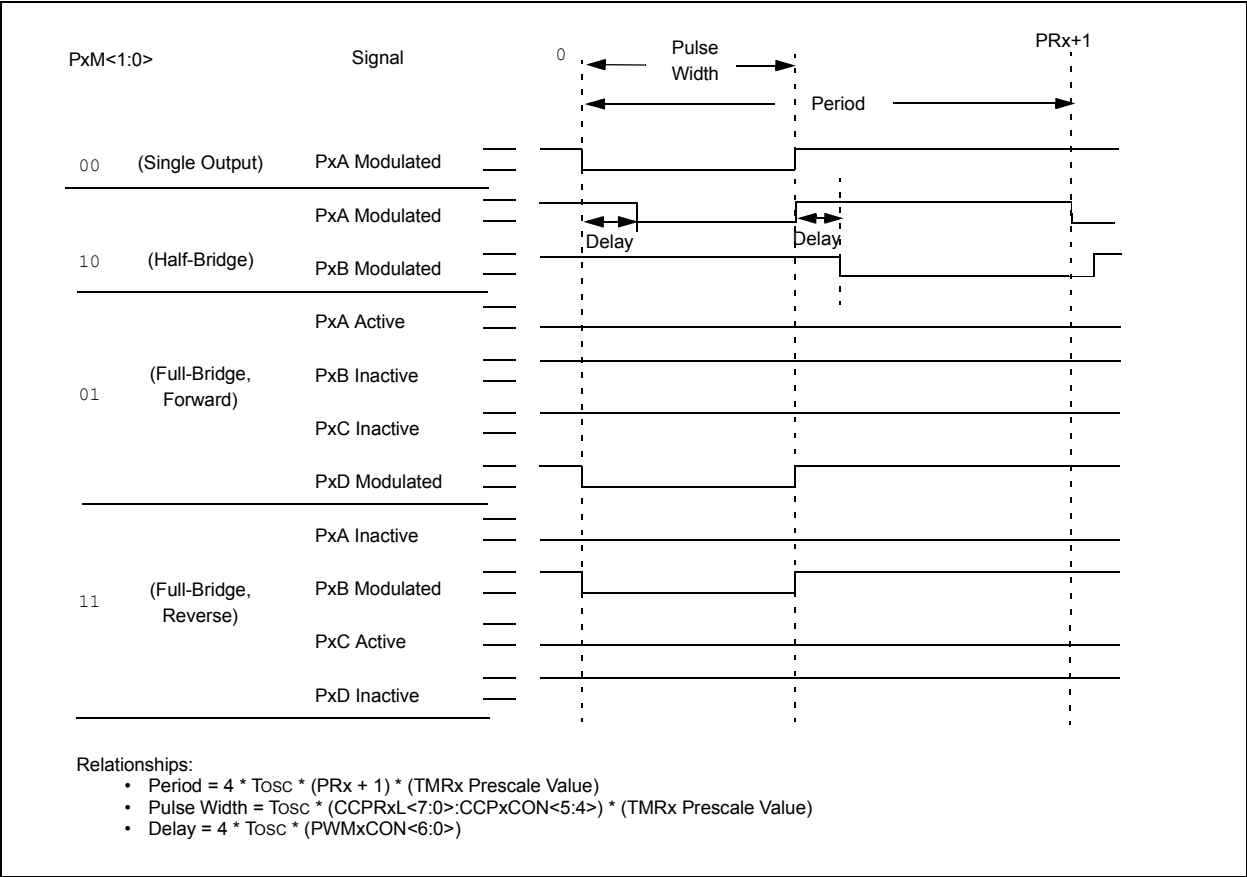 PxM<1:0>
Signal
0
Pulse
Width
PRx+1
Period
00
(Single Output)
PxA Modulated
10
(Half-Bridge)
PxA Modulated
Delay
Delay
PxB Modulated
01
(Full-Bridge,
Forward)
PxA Active
PxB Inactive
PxC Inactive
PxD Modulated
11
(Full-Bridge,
Reverse)
PxA Inactive
PxB Modulated
PxC Active
PxD Inactive
Relationships:
• Period = 4 * TOSC * (PRx + 1) * (TMRx Prescale Value)
• Pulse Width = TOSC * (CCPRxL<7:0>:CCPxCON<5:4>) * (TMRx Prescale Value)
• Delay = 4 * TOSC * (PWMxCON<6:0>)